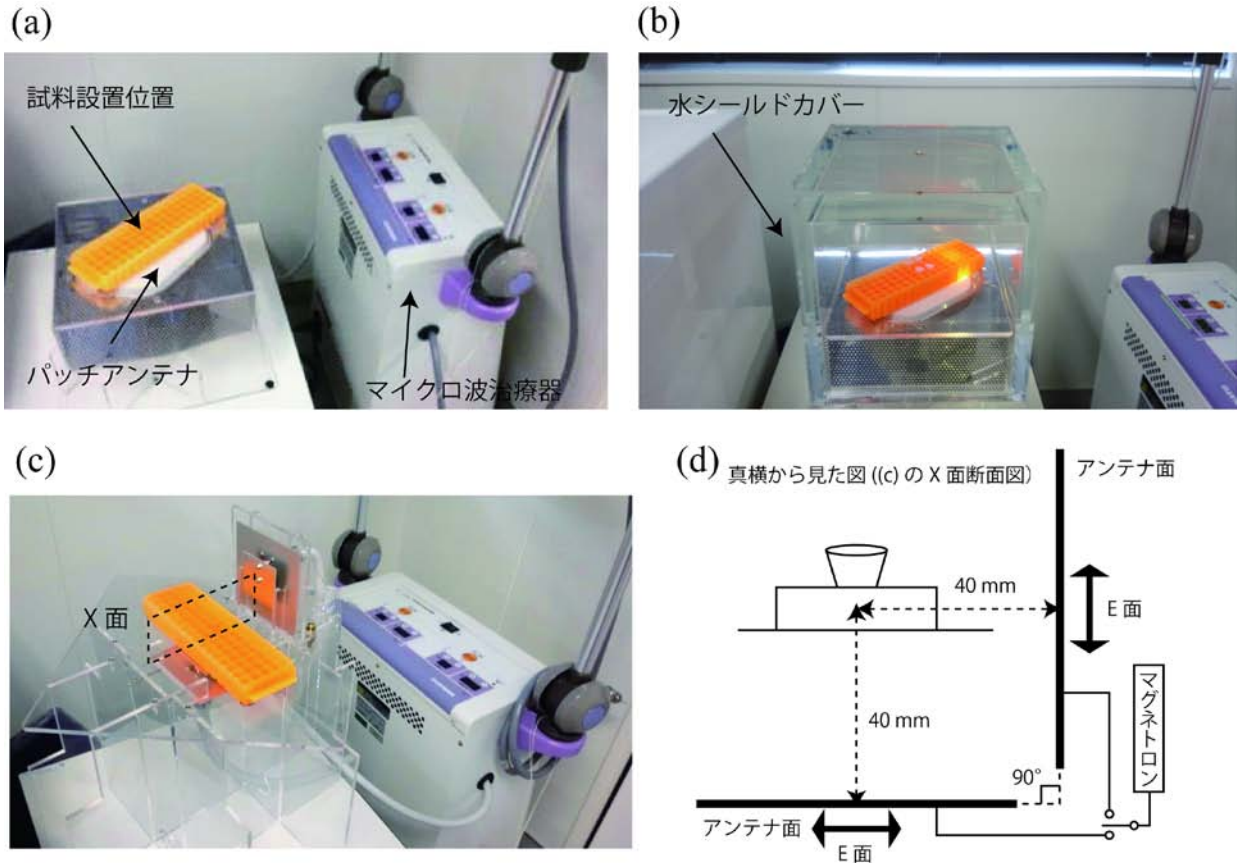 (a)
試料設置位置
パッチアンテナ
マイクロ波治療器
(b)
水シールドカバー
(c)
X 面
(d)
真横から見た図 ((c) の X 面断面図)
アンテナ面
40 mm
E 面
40 mm
マグネトロン
90°
アンテナ面
E 面